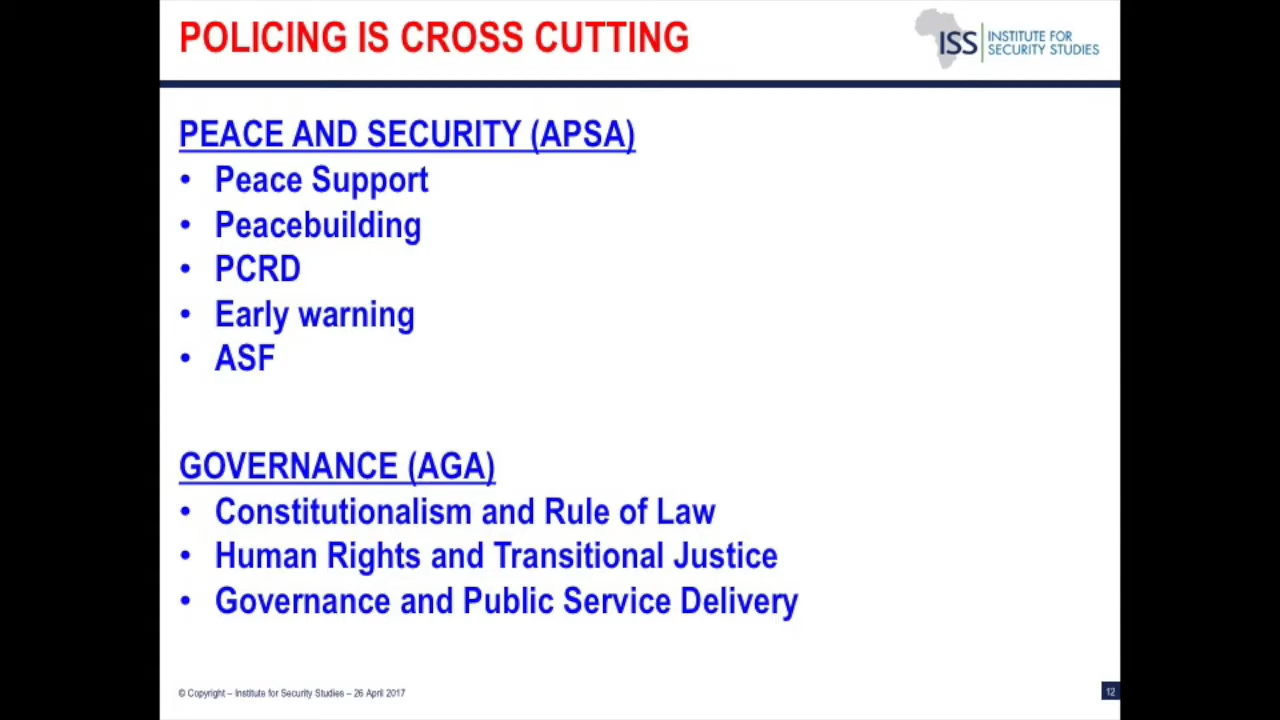 POLICING IS CROSS CUTTING
ISS
INSTITUTE FOR
SECURITY STUDIES
PEACE AND SECURITY (APSA)
• Peace Support
• Peacebuilding
• PCRD
• Early warning
• ASF
GOVERNANCE (AGA)
• Constitutionalism and Rule of Law
• Human Rights and Transitional Justice
• Governance and Public Service Delivery
© Copyright – Institute for Security Studies – 26 April 2017
12